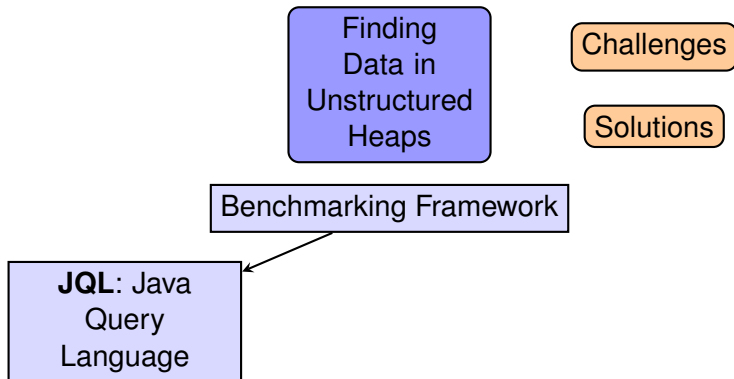 Finding
Data in
Unstructured
Heaps
Challenges
Solutions
Benchmarking Framework
JQL: Java
Query
Language